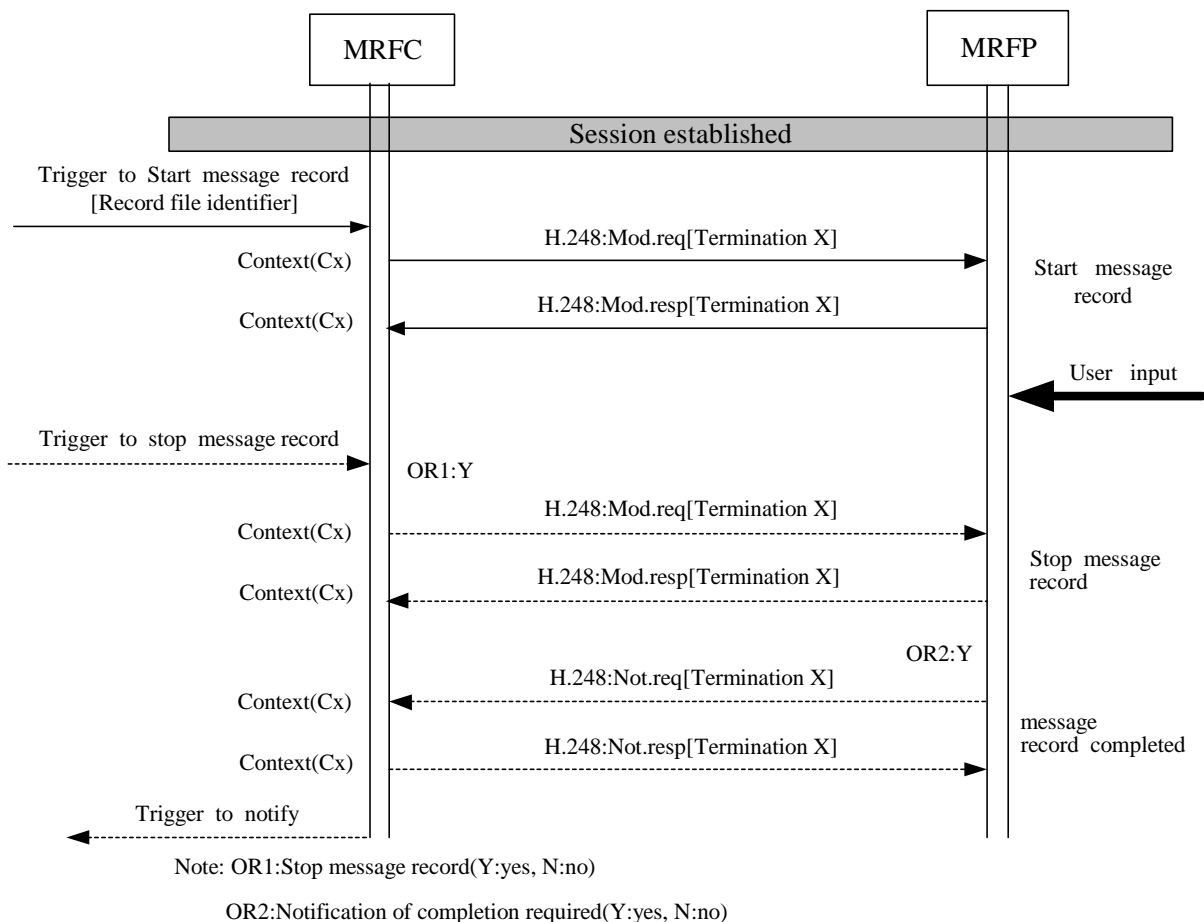 MRFC
MRFP
Session established
Trigger to Start message record
[Record file identifier]
H.248:Mod.req[Termination X]
Context(Cx)
Start message
record
H.248:Mod.resp[Termination X]
Context(Cx)
User input
Trigger to stop message record
OR1:Y
H.248:Mod.req[Termination X]
Context(Cx)
Stop message
record
H.248:Mod.resp[Termination X]
Context(Cx)
OR2:Y
H.248:Not.req[Termination X]
Context(Cx)
message
record completed
H.248:Not.resp[Termination X]
Context(Cx)
Trigger to notify
Note: OR1:Stop message record(Y:yes, N:no)
OR2:Notification of completion required(Y:yes, N:no)